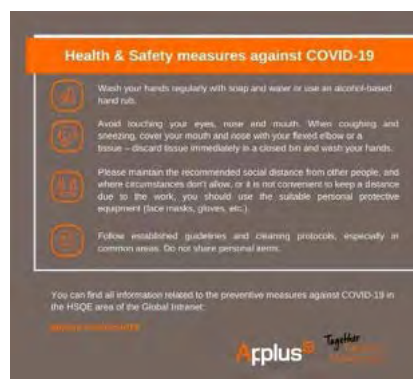 Health & Safety measures against COVID-19
Wash your hands regularly with soap and water or use an alcohol-based
hand rub.
Avoid touching your eyes, nose and mouth. When coughing and
sneezing, cover your mouth and nose with your flexed elbow or a
tissue – discard tissue immediately in a closed bin and wash your hands.
Please maintain the recommended social distance from other people, and
where circumstances don't allow, or it is not convenient to keep a distance
due to the work, you should use the suitable personal protective
equipment (face masks, gloves, etc.).
Follow established guidelines and cleaning protocols, especially in
common areas. Do not share personal items.
You can find all information related to the preventive measures against COVID-19 in
the HSQE area of the Global Intranet:
Applus⊕
Together